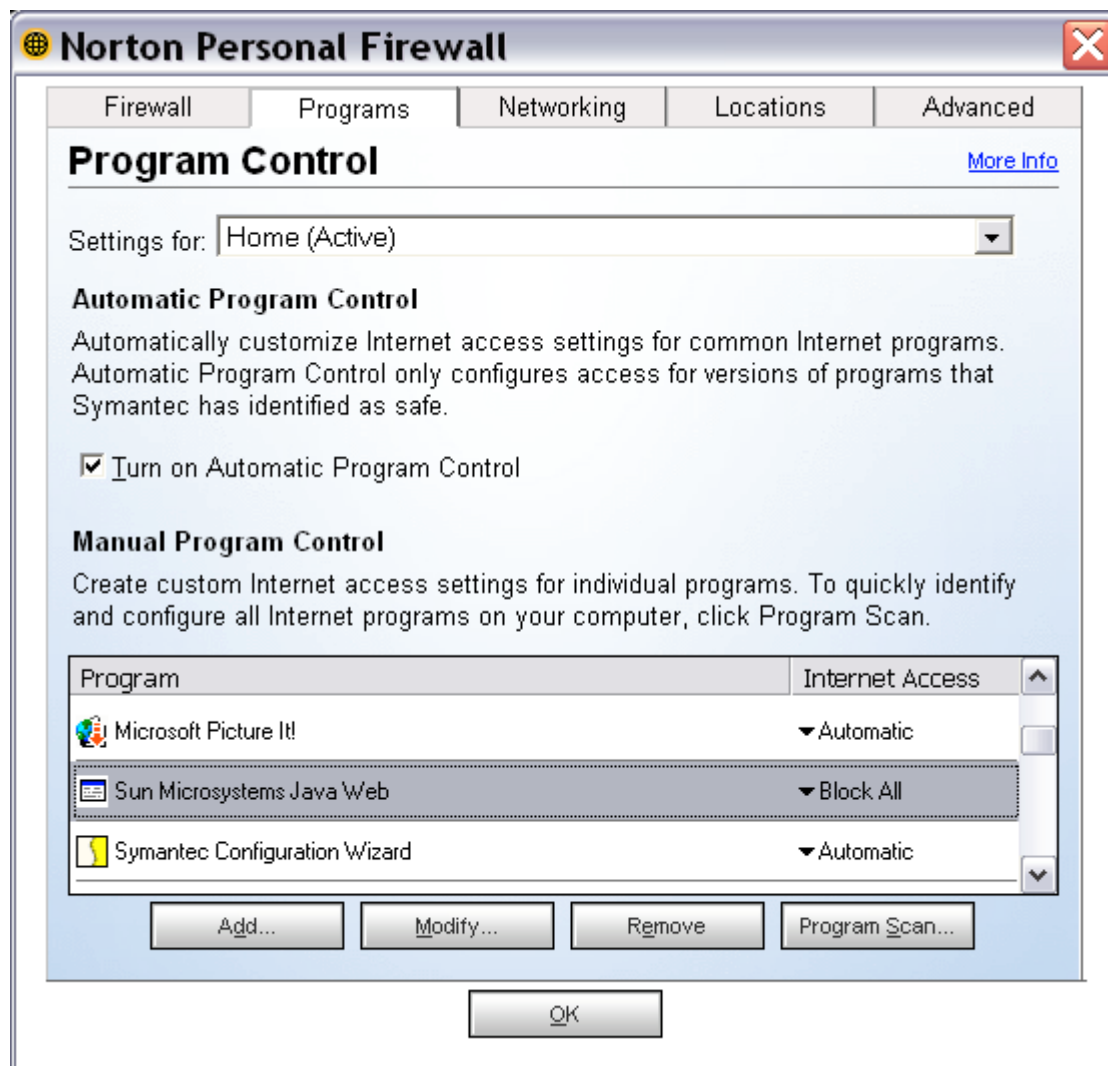 Norton Personal Firewall
Firewall Programs Networking Locations Advanced
Program Control More Info
Settings for: Home (Active)
Automatic Program Control
Automatically customize Internet access settings for common Internet programs.
Automatic Program Control only configures access for versions of programs that
Symantec has identified as safe.
Turn on Automatic Program Control
Manual Program Control
Create custom Internet access settings for individual programs. To quickly identify
and configure all Internet programs on your computer, click Program Scan.
Program Internet Access
Microsoft Picture It! Automatic
Sun Microsystems Java Web Block All
Symantec Configuration Wizard Automatic
Add... Modify... Remove Program Scan...
OK